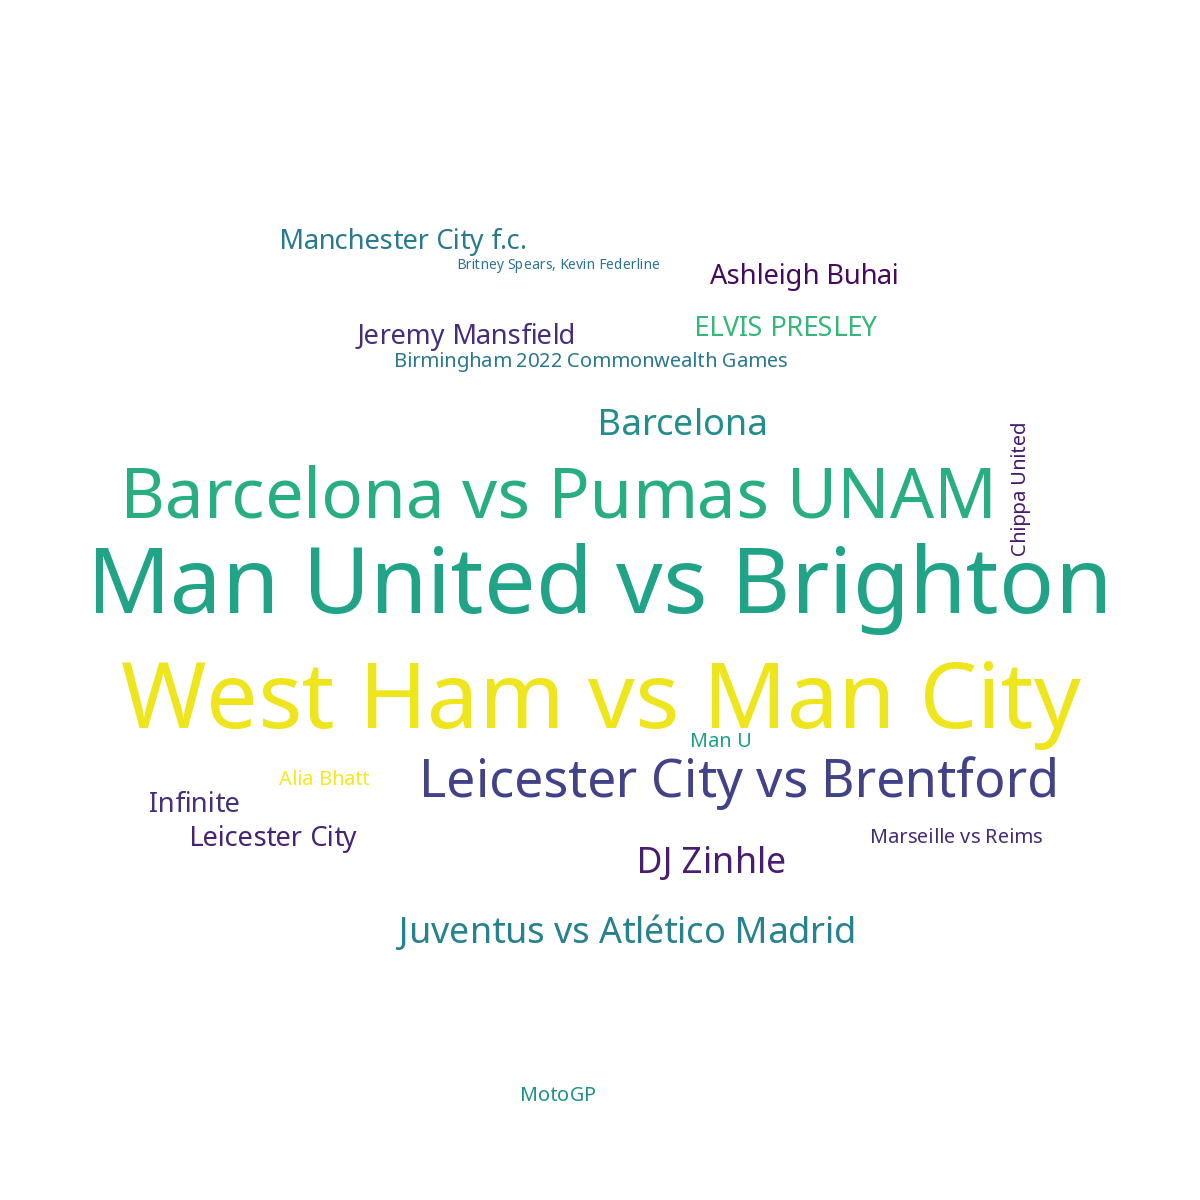 Manchester City f.c.
Britney Spears, Kevin Federline
Ashleigh Buhai
ELVIS PRESLEY
Jeremy Mansfield
Birmingham 2022 Commonwealth Games
Barcelona
Chippa United
Barcelona vs Pumas UNAM
Man United vs Brighton
West Ham vs Man City
Man U
Leicester City vs Brentford
Alia Bhatt
Infinite
Leicester City
Marseille vs Reims
DJ Zinhle
Juventus vs Atlético Madrid
MotoGP